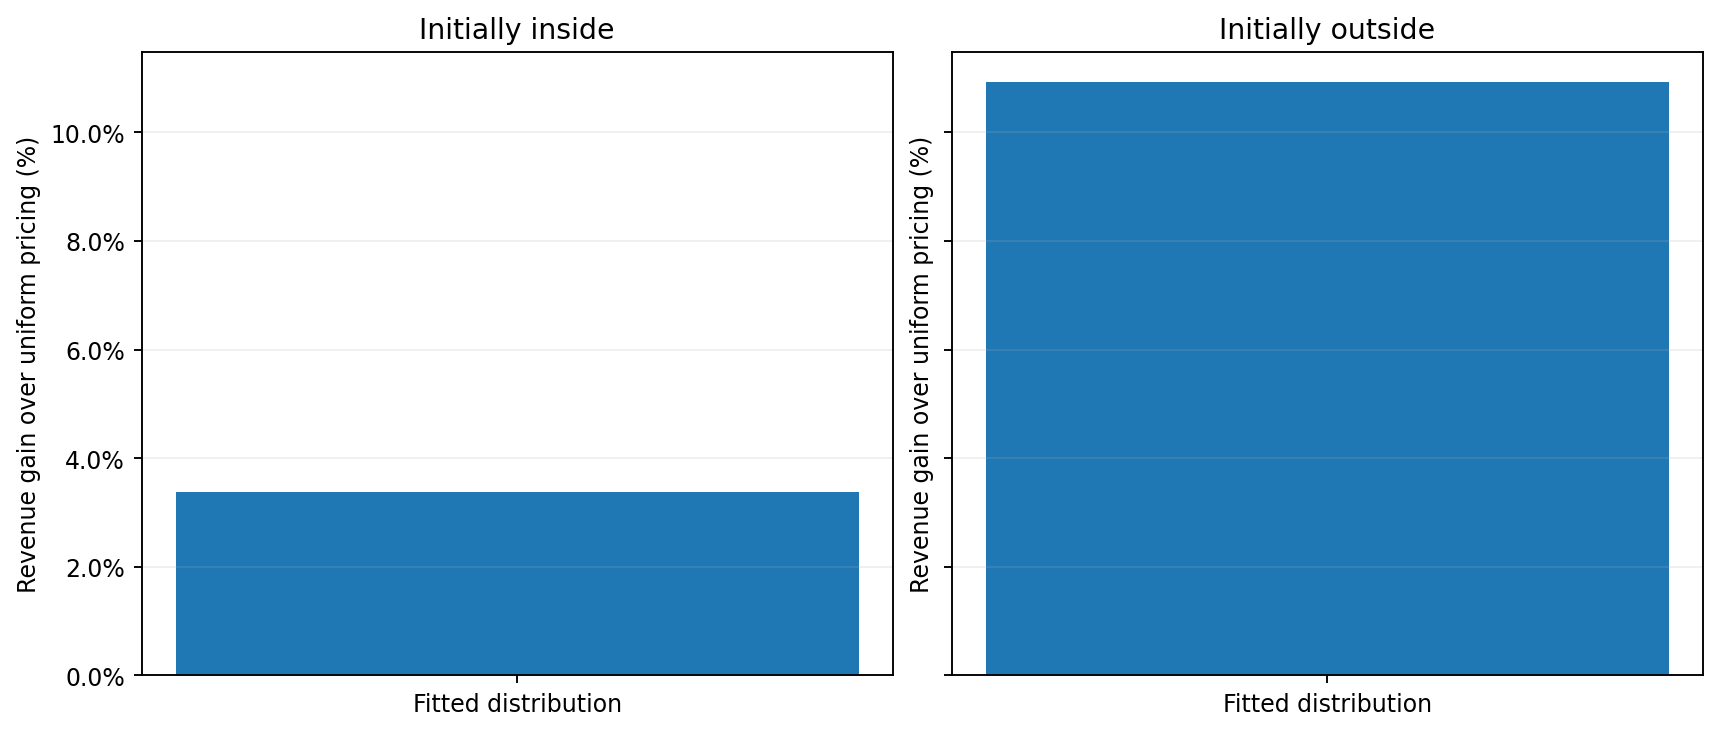 Initially inside
Revenue gain over uniform pricing (%)
10.0%
8.0%
6.0%
4.0%
2.0%
0.0%
Fitted distribution
Initially outside
Revenue gain over uniform pricing (%)
Fitted distribution